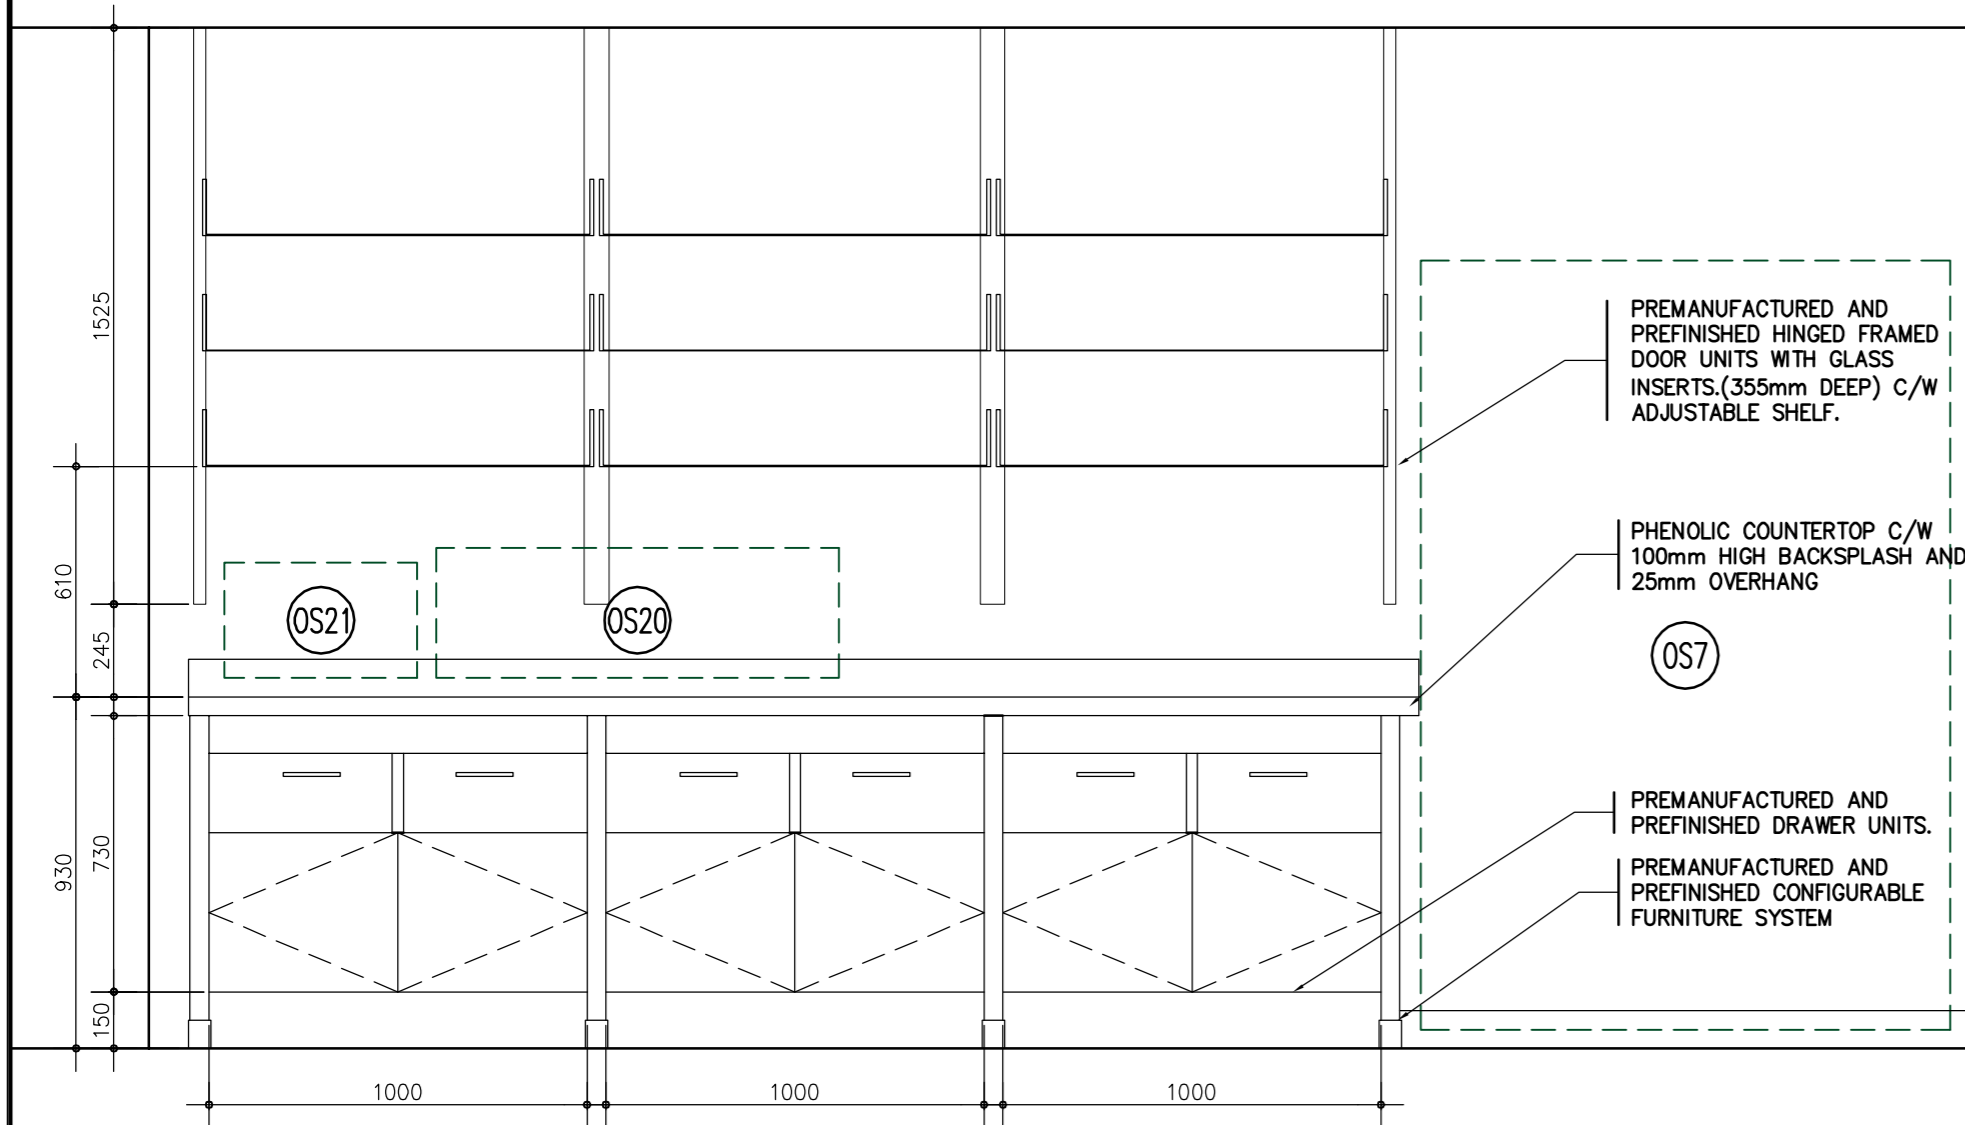 1525
PREMANUFACTURED AND
PREFINISHED HINGED FRAMED
DOOR UNITS WITH GLASS
INSERTS.(355mm DEEP) C/W
ADJUSTABLE SHELF.
PHENOLIC COUNTERTOP C/W
100mm HIGH BACKSPLASH AND
25mm OVERHANG
610
OS21
OS20
245
OS7
PREMANUFACTURED AND
PREFINISHED DRAWER UNITS.
930
730
PREMANUFACTURED AND
PREFINISHED CONFIGURABLE
FURNITURE SYSTEM
150
1000
1000
1000